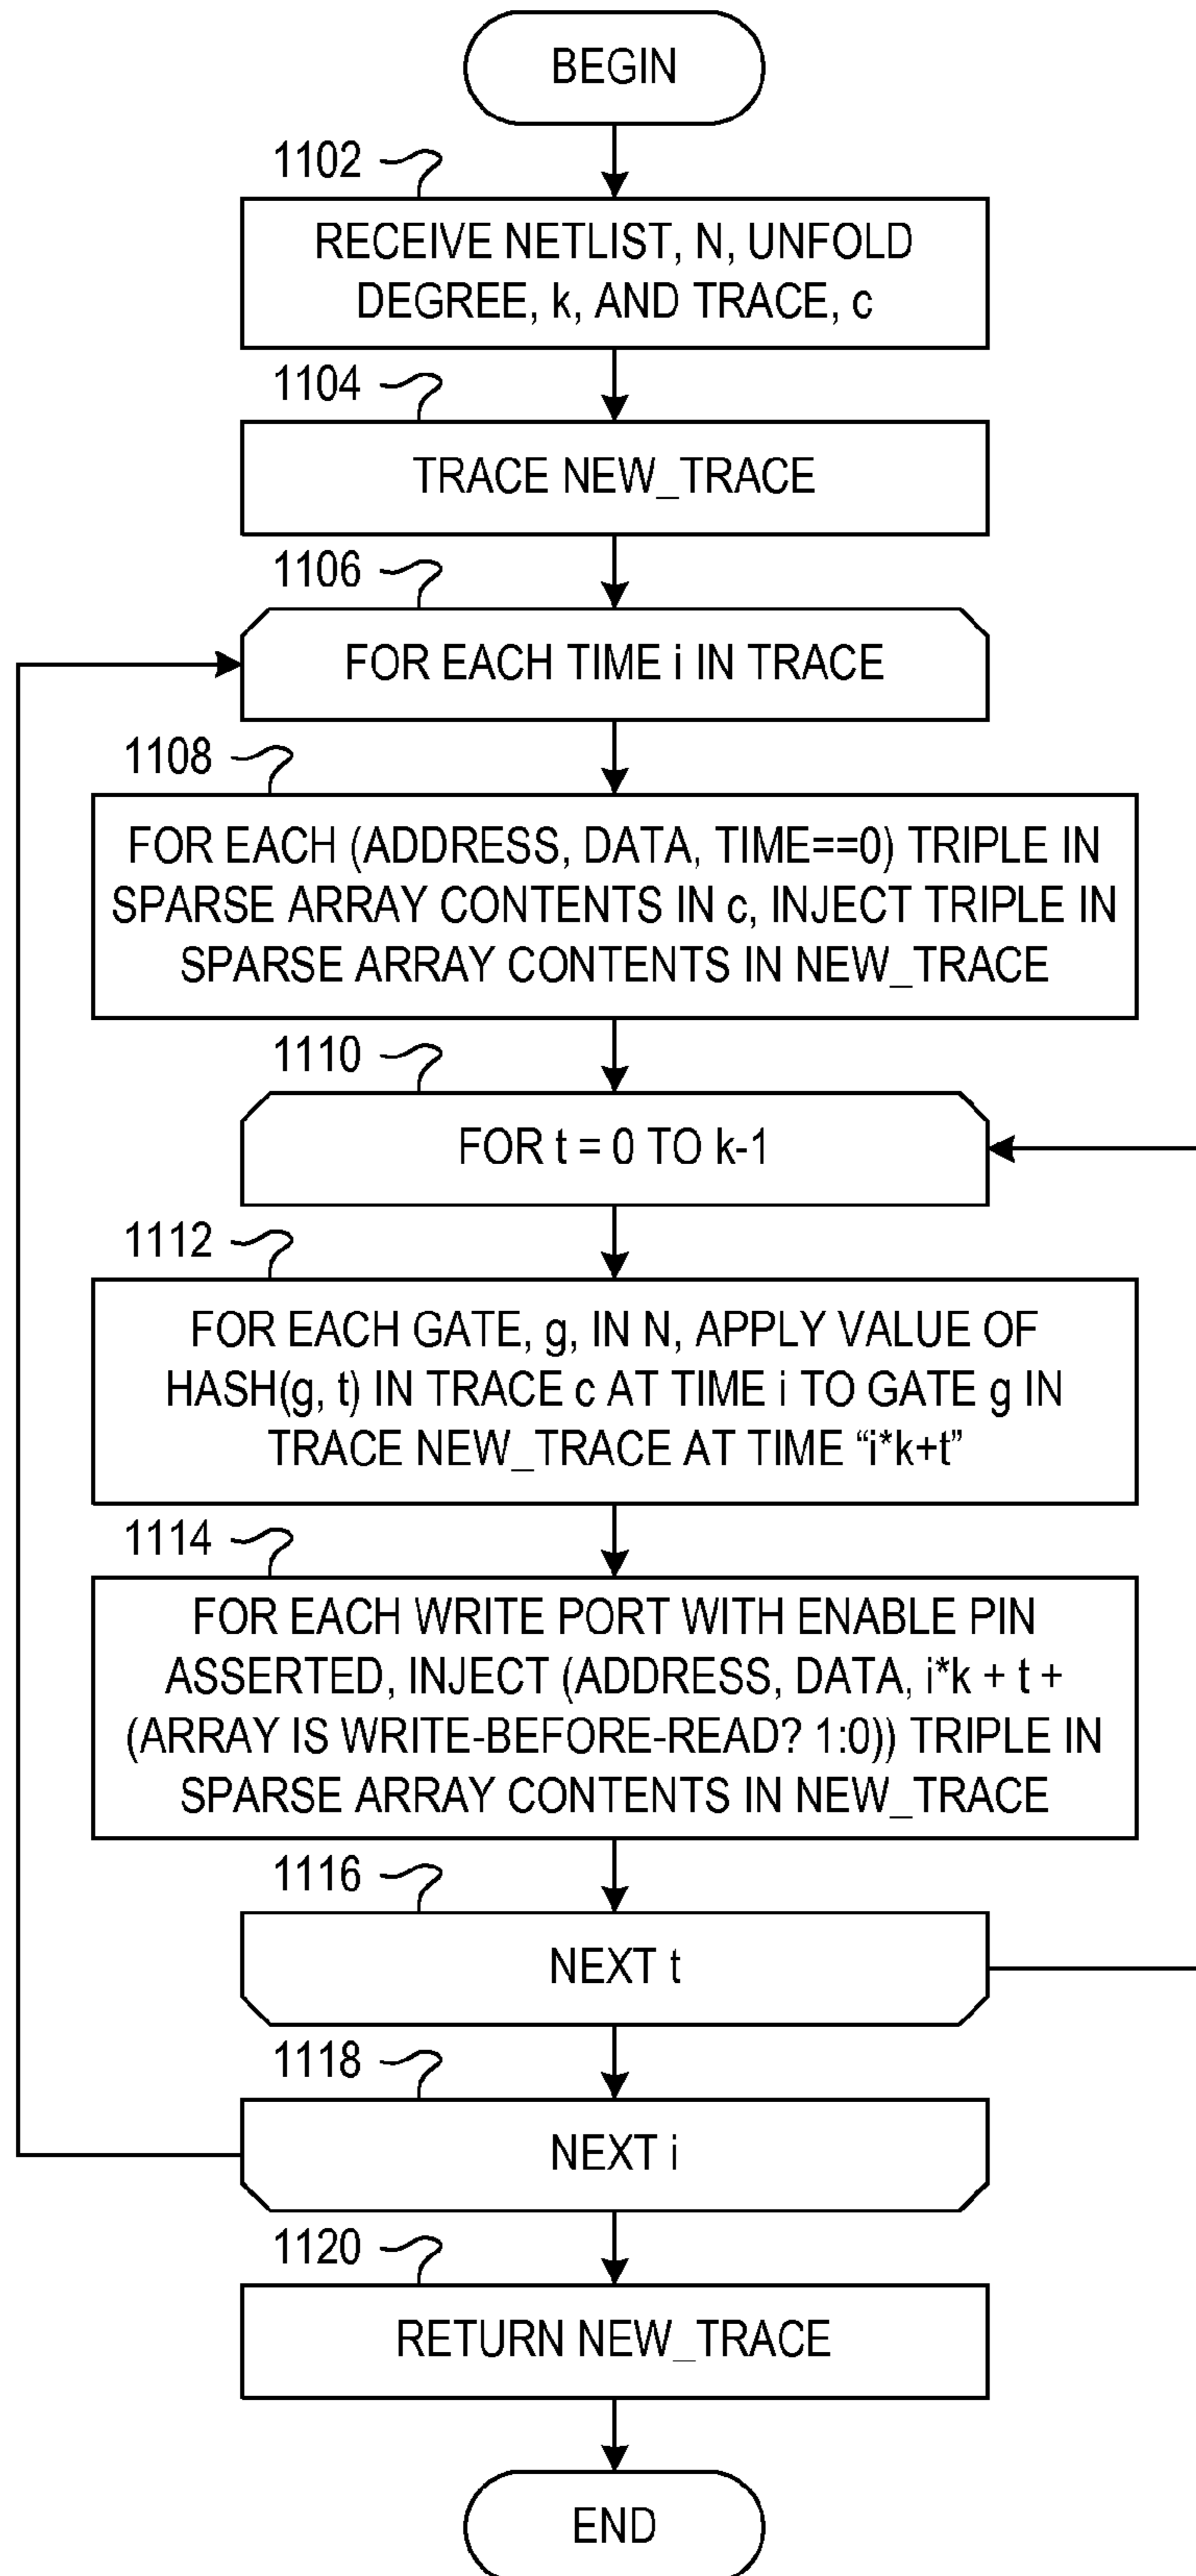 BEGIN
1102
RECEIVE NETLIST, N, UNFOLD
DEGREE, k, AND TRACE, c
1104
TRACE NEW_TRACE
1106
FOR EACH TIME i IN TRACE
1108
FOR EACH (ADDRESS, DATA, TIME==0) TRIPLE IN
SPARSE ARRAY CONTENTS IN c, INJECT TRIPLE IN
SPARSE ARRAY CONTENTS IN NEW_TRACE
1110
FOR t = 0 TO k-1
1112
FOR EACH GATE, g, IN N, APPLY VALUE OF
HASH(g, t) IN TRACE c AT TIME i TO GATE g IN
TRACE NEW_TRACE AT TIME “i*k+t”
1114
FOR EACH WRITE PORT WITH ENABLE PIN
ASSERTED, INJECT (ADDRESS, DATA, i*k + t +
(ARRAY IS WRITE-BEFORE-READ? 1:0)) TRIPLE IN
SPARSE ARRAY CONTENTS IN NEW_TRACE
1116
NEXT t
1118
NEXT i
1120
RETURN NEW_TRACE
END